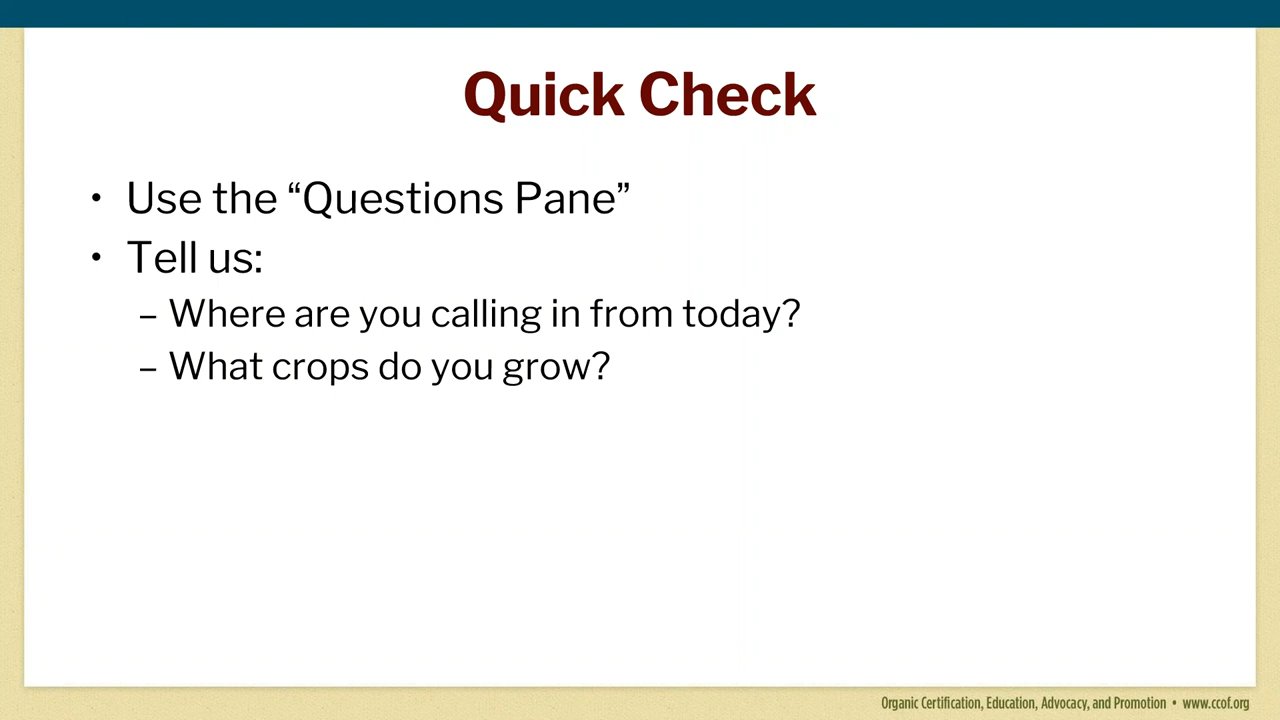 Quick Check
• Use the “Questions Pane”
• Tell us:
– Where are you calling in from today?
– What crops do you grow?
Organic Certification, Education, Advocacy, and Promotion • www.ccof.org